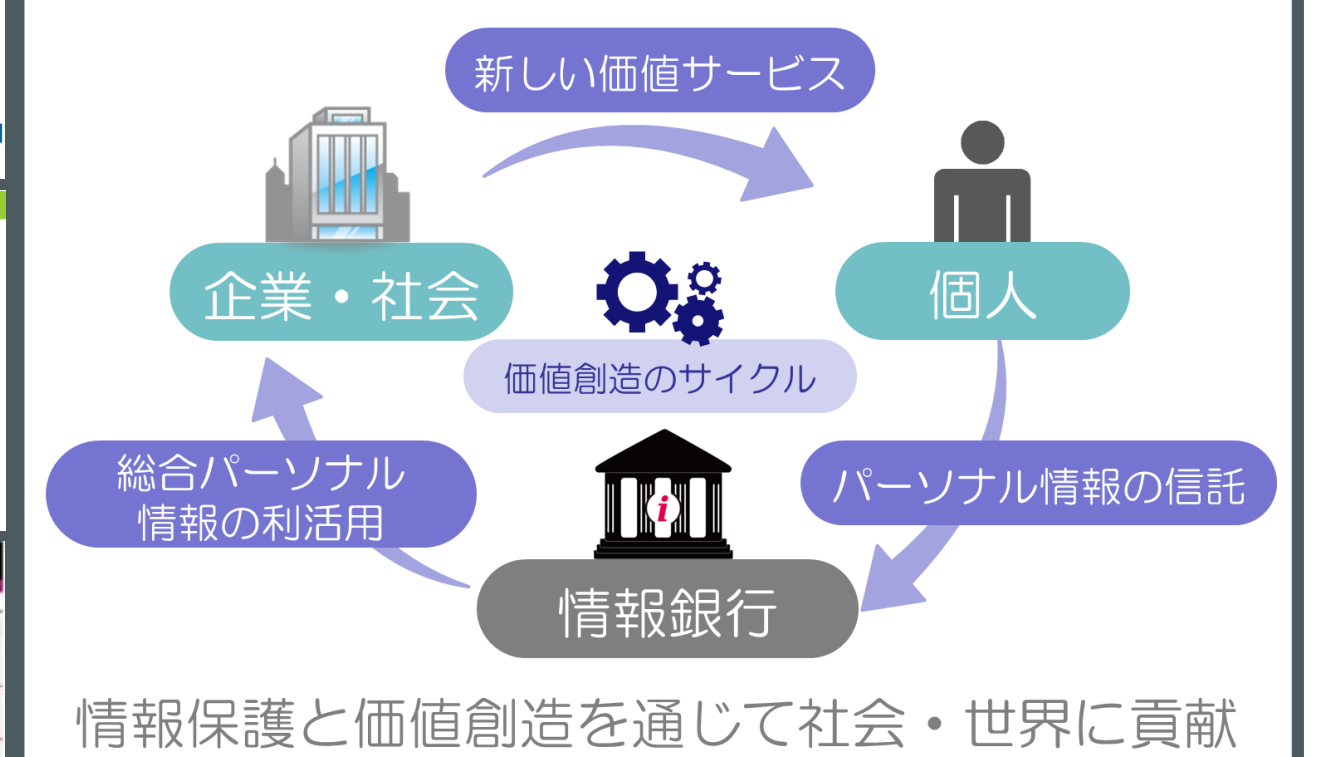 新しい価値サービス
企業・社会
個人
価値創造のサイクル
総合パーソナル
情報の利活用
パーソナル情報の信託
i
情報銀行
情報保護と価値創造を通じて社会・世界に貢献